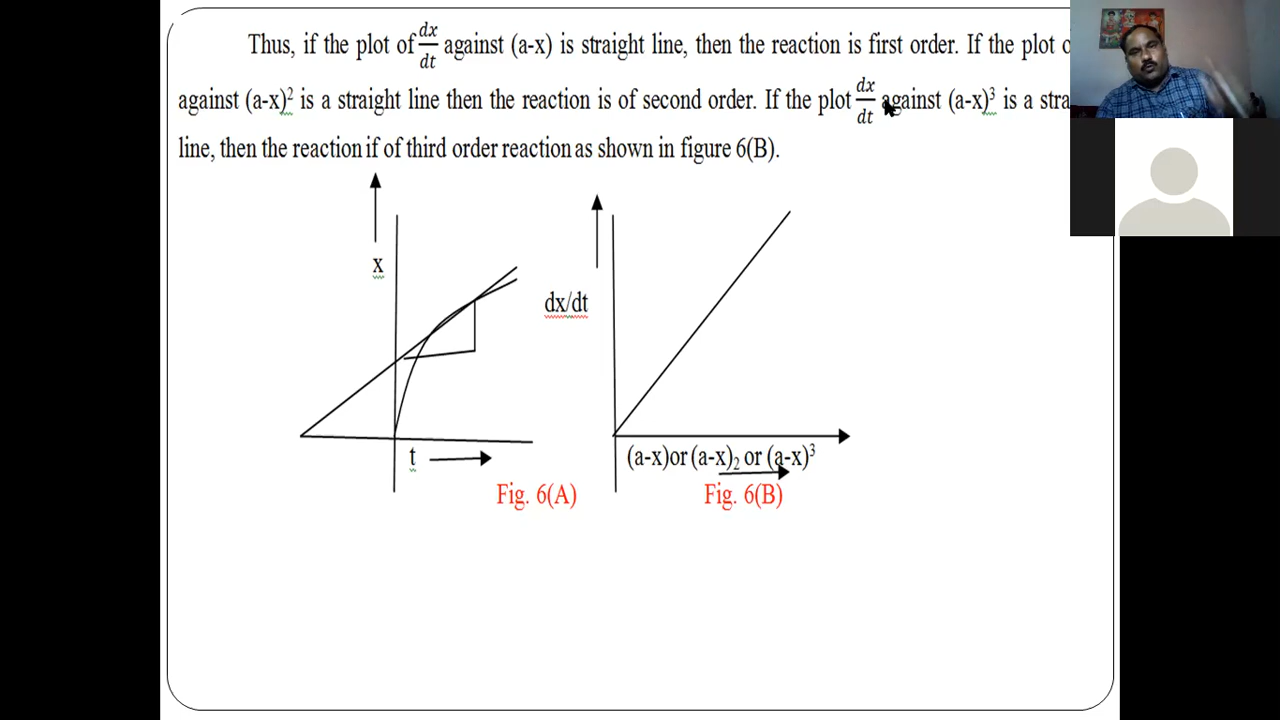 Thus, if the plot of dx/dt against (a-x) is straight line, then the reaction is first order. If the plot
against (a-x)² is a straight line then the reaction is of second order. If the plot dx/dt against (a-x)³ is a
line, then the reaction if of third order reaction as shown in figure 6(B).
x
dx/dt
t
(a-x)or (a-x)₂ or (a-x)³
Fig. 6(A)
Fig. 6(B)